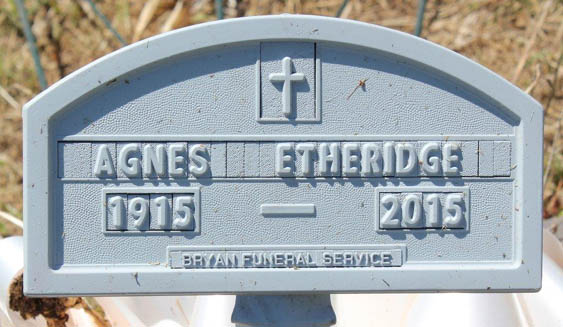 AGNES ETHERIDGE
1915 — 2015
BRYAN FUNERAL SERVICE